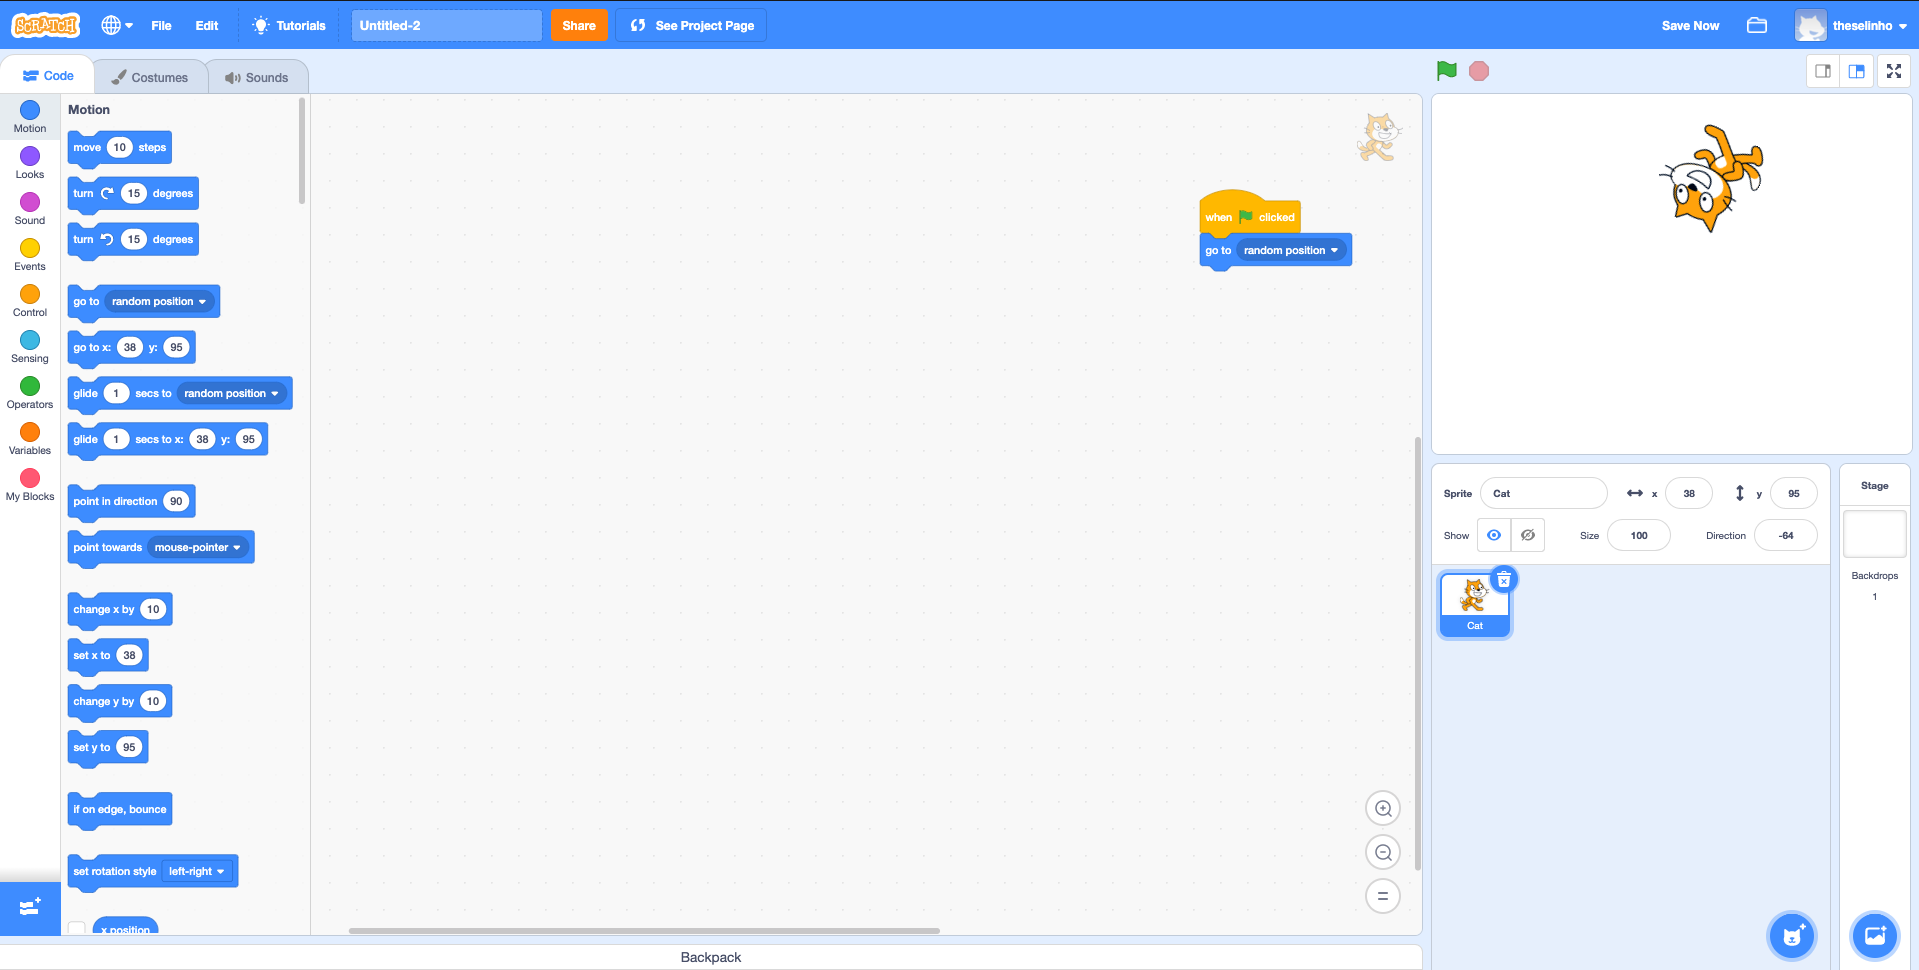 SCRATCH File Edit Tutorials Untitled-2 Share See Project Page Save Now theselinho
Code Costumes Sounds
Motion
Looks
Sound
Events
Control
Sensing
Operators
Variables
My Blocks
Motion
move 10 steps
turn 15 degrees
turn 15 degrees
go to random position
go to x: 38 y: 95
glide 1 secs to random position
glide 1 secs to x: 38 y: 95
point in direction 90
point towards mouse-pointer
change x by 10
set x to 38
change y by 10
set y to 95
if on edge, bounce
set rotation style left-right
x position
when clicked
go to random position
Backpack
Sprite Cat x 38 y 95
Show Size 100 Direction -64
Cat
Stage
Backdrops
1